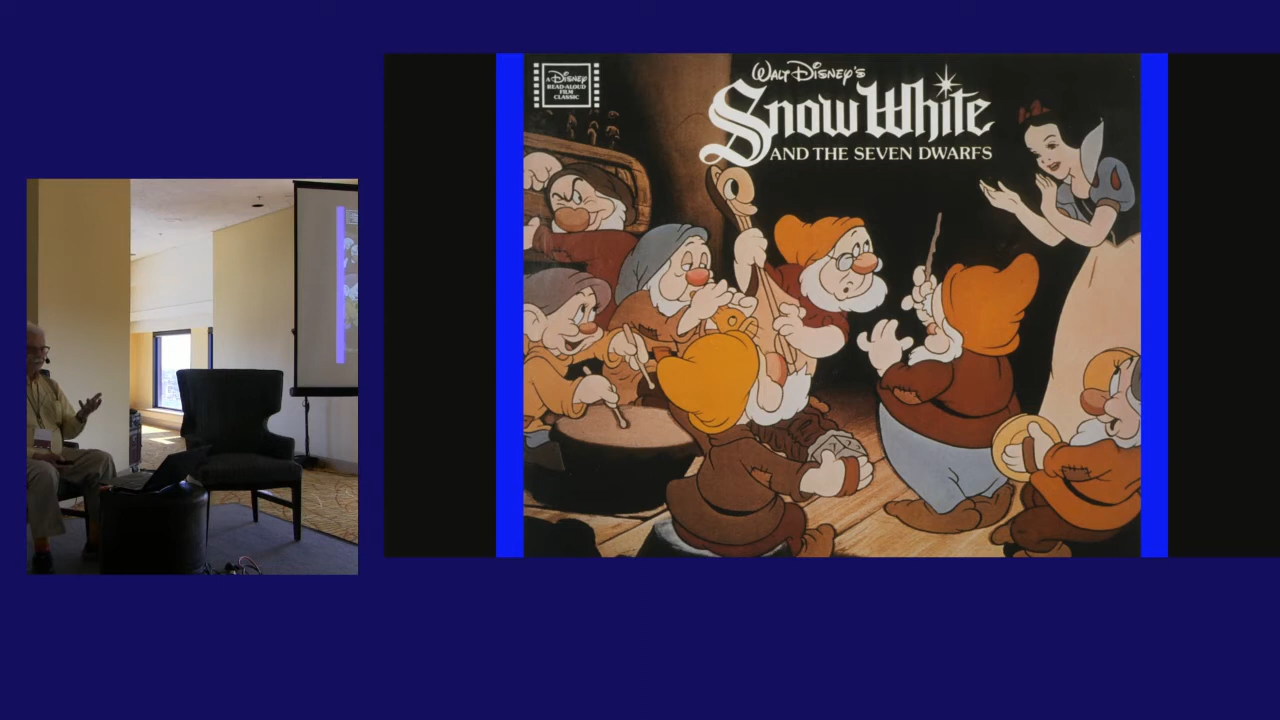 A Disney
READ-ALOUD
FILM
CLASSIC
Walt Disney's
Snow White
AND THE SEVEN DWARFS